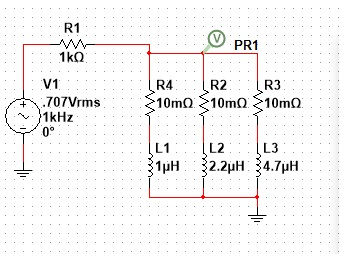 R1
1kΩ
V
PR1
V1
.707Vrms
1kHz
0°
R4
10mΩ
R2
10mΩ
R3
10mΩ
L1
1µH
L2
2.2µH
L3
4.7µH